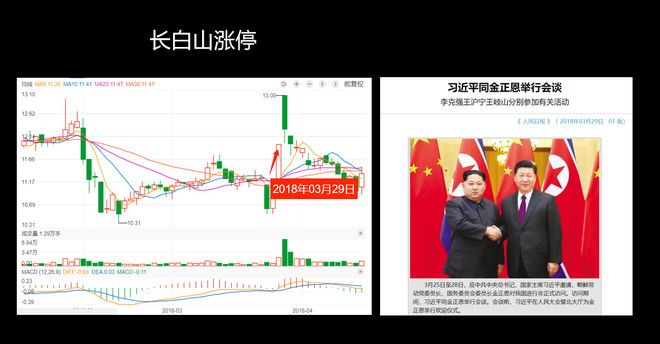 长白山涨停
均线 MA5:11.25 MA10:11.41 MA20:11.47 MA30:11.41 前复权
13.10
13.00
12.38
11.66
11.17
10.69
10.21
10.31
2018年03月29日
成交量 1.29万手
6.94万
3.47万
0.00
MACD (12,26,9) DIFF:-0.03 DEA:0.03 MACD:-0.11
0.16
-0.08
-0.39
2018-03
2018-04
习近平同金正恩举行会谈
李克强王沪宁王岐山分别参加有关活动
《 人民日报 》( 2018年03月29日 01 版)
3月25日至28日，应中共中央总书记、国家主席习近平邀请，朝鲜劳
动党委员长、国务委员会委员长金正恩对我国进行非正式访问。访问期
间，习近平同金正恩举行会谈。会谈前，习近平在人民大会堂北大厅为金
正恩举行欢迎仪式。